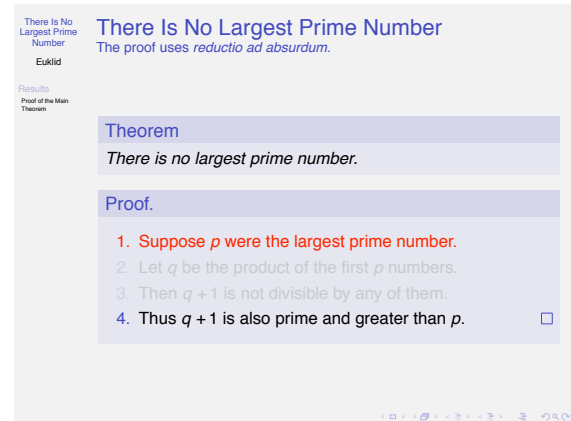 There Is No
Largest Prime
Number
Euklid
Results
Proof of the Main
Theorem
There Is No Largest Prime Number
The proof uses reductio ad absurdum.
Theorem
There is no largest prime number.
Proof.
1. Suppose p were the largest prime number.
2. Let q be the product of the first p numbers.
3. Then q + 1 is not divisible by any of them.
4. Thus q + 1 is also prime and greater than p.